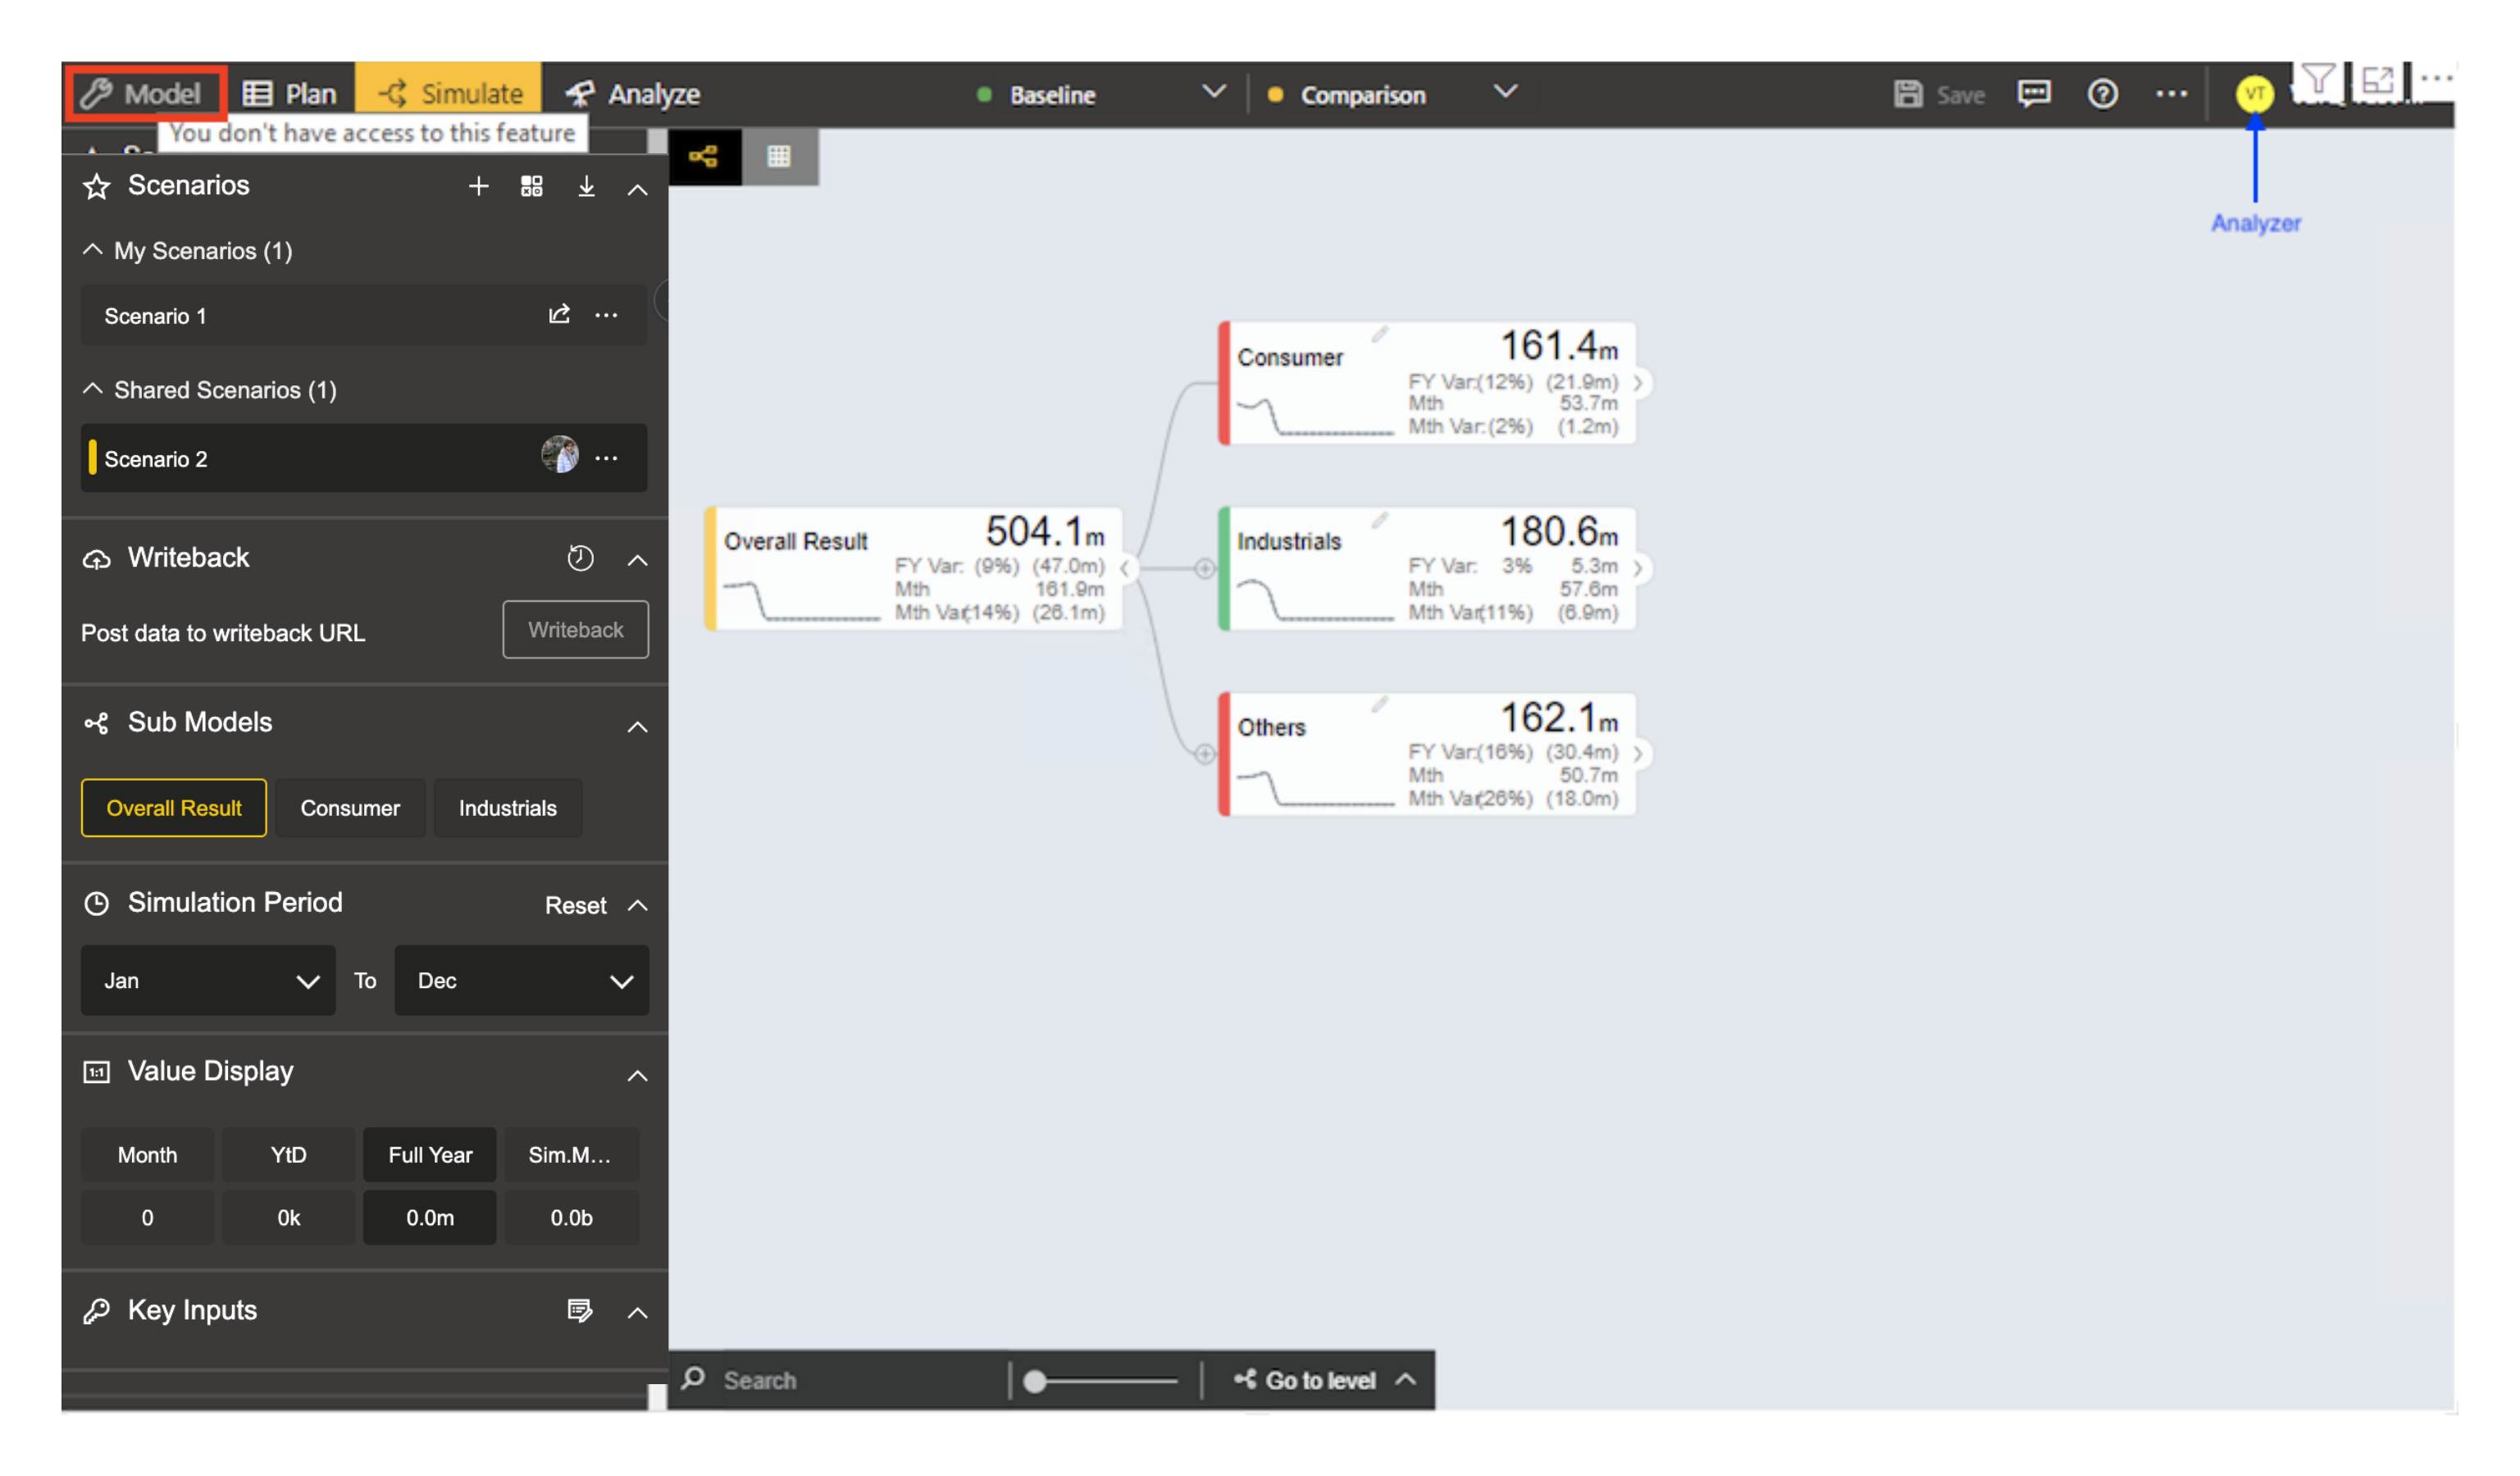 Model Plan Simulate Analyze Baseline Comparison Save VT
You don't have access to this feature
Analyzer
Scenarios
My Scenarios (1)
Scenario 1
Shared Scenarios (1)
Scenario 2
Writeback
Post data to writeback URL Writeback
Sub Models
Overall Result Consumer Industrials
Simulation Period Reset
Jan To Dec
Value Display
1:1
Month YtD Full Year Sim.M...
0 0k 0.0m 0.0b
Key Inputs
Overall Result 504.1m
FY Var: (9%) (47.0m)
Mth 161.9m
Mth Var(14%) (26.1m)
Consumer 161.4m
FY Var:(12%) (21.9m)
Mth 53.7m
Mth Var:(2%) (1.2m)
Industrials 180.6m
FY Var: 3% 5.3m
Mth 57.6m
Mth Var(11%) (6.9m)
Others 162.1m
FY Var:(16%) (30.4m)
Mth 50.7m
Mth Var(26%) (18.0m)
Search Go to level